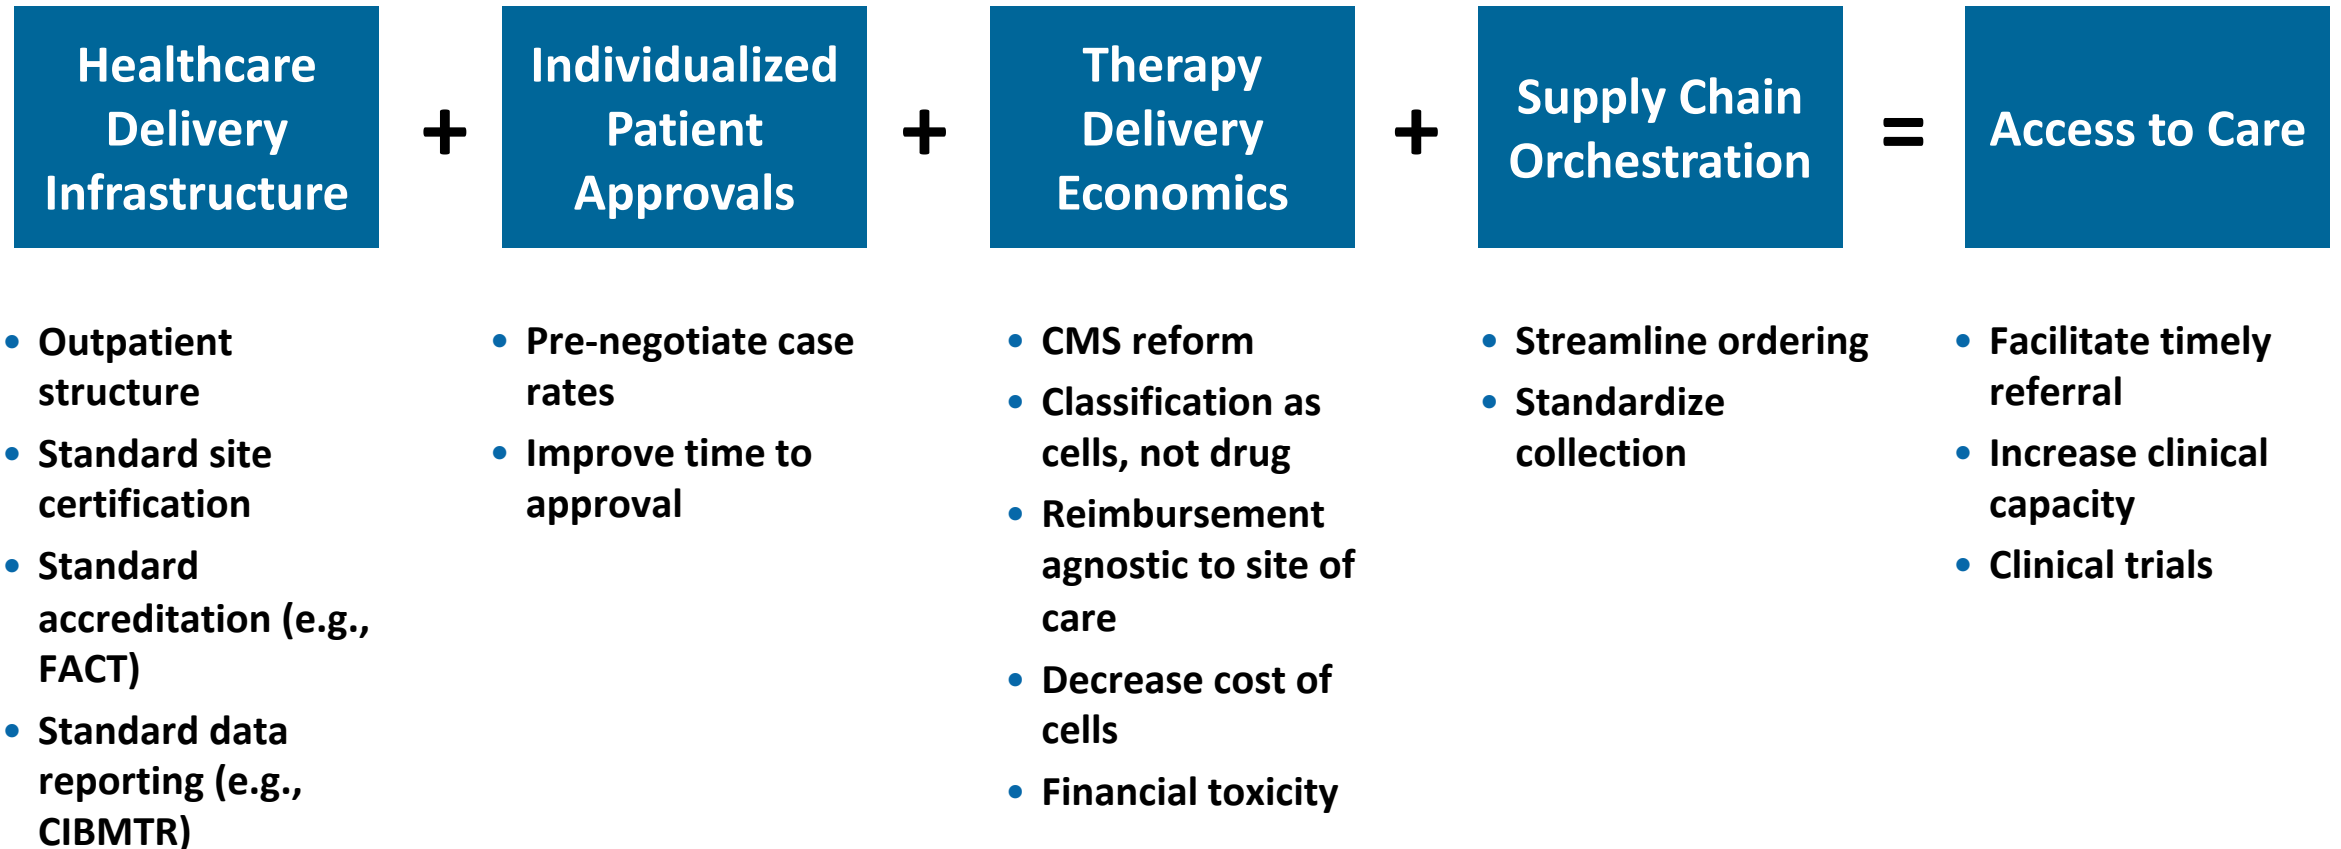 Healthcare
Delivery
Infrastructure
+
Individualized
Patient
Approvals
+
Therapy
Delivery
Economics
+
Supply Chain
Orchestration
=
Access to Care
• Outpatient
structure
• Standard site
certification
• Standard
accreditation (e.g.,
FACT)
• Standard data
reporting (e.g.,
CIBMTR)
• Pre-negotiate case
rates
• Improve time to
approval
• CMS reform
• Classification as
cells, not drug
• Reimbursement
agnostic to site of
care
• Decrease cost of
cells
• Financial toxicity
• Streamline ordering
• Standardize
collection
• Facilitate timely
referral
• Increase clinical
capacity
• Clinical trials